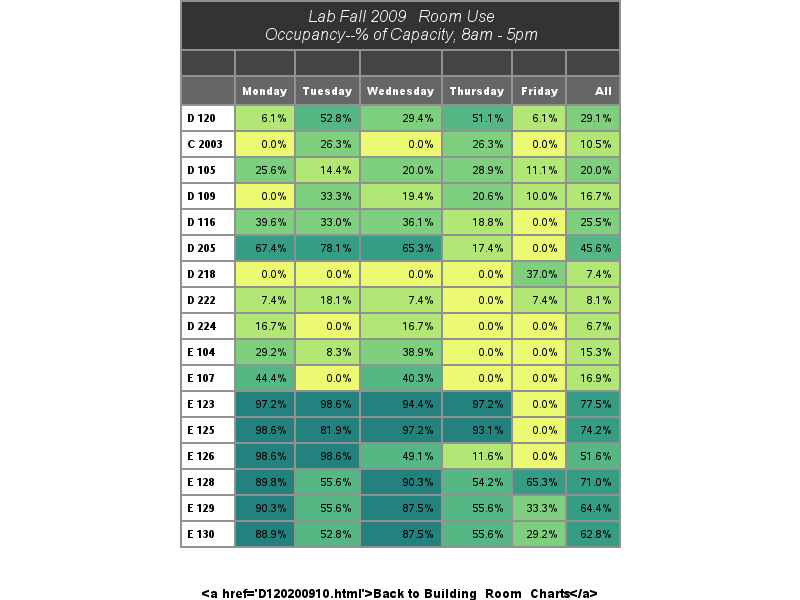 Lab Fall 2009 Room Use
Occupancy--% of Capacity, 8am - 5pm
Monday Tuesday Wednesday Thursday Friday All
D 120 6.1% 52.8% 29.4% 51.1% 6.1% 29.1%
C 2003 0.0% 26.3% 0.0% 26.3% 0.0% 10.5%
D 105 25.6% 14.4% 20.0% 28.9% 11.1% 20.0%
D 109 0.0% 33.3% 19.4% 20.6% 10.0% 16.7%
D 116 39.6% 33.0% 36.1% 18.8% 0.0% 25.5%
D 205 67.4% 78.1% 65.3% 17.4% 0.0% 45.6%
D 218 0.0% 0.0% 0.0% 0.0% 37.0% 7.4%
D 222 7.4% 18.1% 7.4% 0.0% 7.4% 8.1%
D 224 16.7% 0.0% 16.7% 0.0% 0.0% 6.7%
E 104 29.2% 8.3% 38.9% 0.0% 0.0% 15.3%
E 107 44.4% 0.0% 40.3% 0.0% 0.0% 16.9%
E 123 97.2% 98.6% 94.4% 97.2% 0.0% 77.5%
E 125 98.6% 81.9% 97.2% 93.1% 0.0% 74.2%
E 126 98.6% 98.6% 49.1% 11.6% 0.0% 51.6%
E 128 89.8% 55.6% 90.3% 54.2% 65.3% 71.0%
E 129 90.3% 55.6% 87.5% 55.6% 33.3% 64.4%
E 130 88.9% 52.8% 87.5% 55.6% 29.2% 62.8%
<a href='D120200910.html'>Back to Building Room Charts</a>